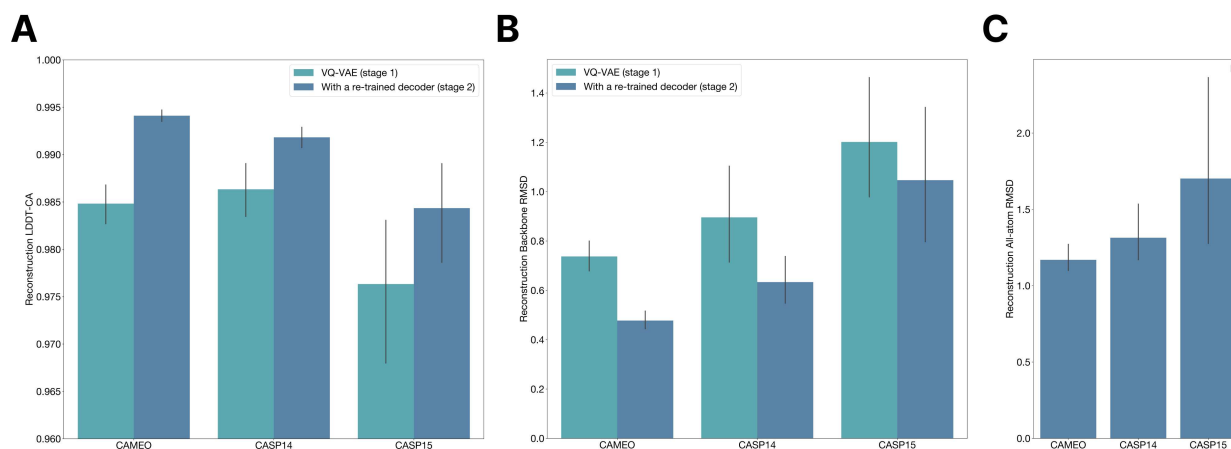 A
B
C
Reconstruction LDDT-CA
1.000
0.995
0.990
0.985
0.980
0.975
0.970
0.965
0.960
VQ-VAE (stage 1)
With a re-trained decoder (stage 2)
CAMEO
CASP14
CASP15
Reconstruction Backbone RMSD
1.4
1.2
1.0
0.8
0.6
0.4
0.2
0.0
VQ-VAE (stage 1)
With a re-trained decoder (stage 2)
CAMEO
CASP14
CASP15
Reconstruction All-atom RMSD
2.0
1.5
1.0
0.5
0.0
CAMEO
CASP14
CASP15